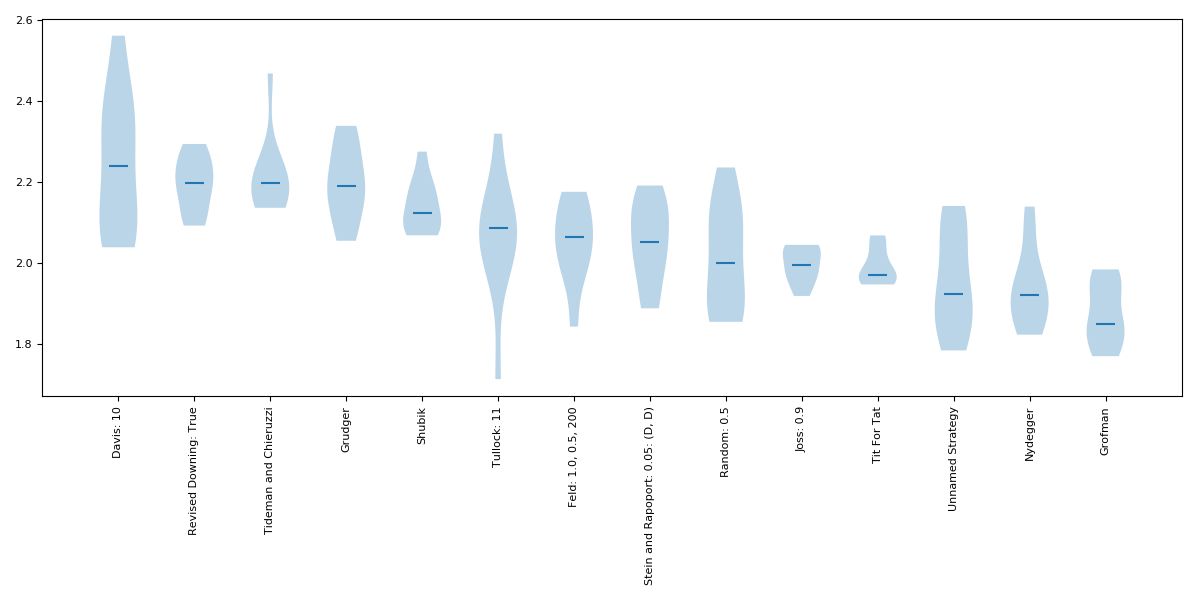 2.6
2.4
2.2
2.0
1.8
Davis: 10
Revised Downing: True
Tideman and Chieruzzi
Grudger
Shubik
Tullock: 11
Feld: 1.0, 0.5, 200
Stein and Rapoport: 0.05: (D, D)
Random: 0.5
Joss: 0.9
Tit For Tat
Unnamed Strategy
Nydegger
Grofman